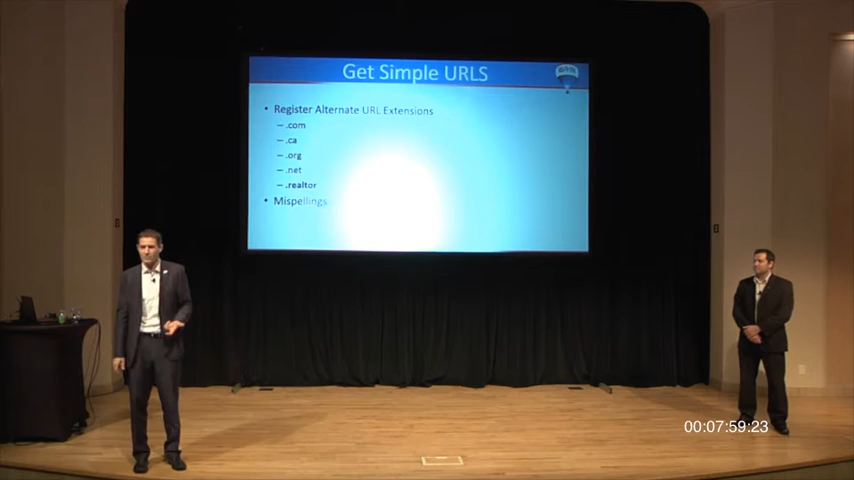 Get Simple URLS
• Register Alternate URL Extensions
– .com
– .ca
– .org
– .net
– .realtor
• Mispellings
00:07:59:23